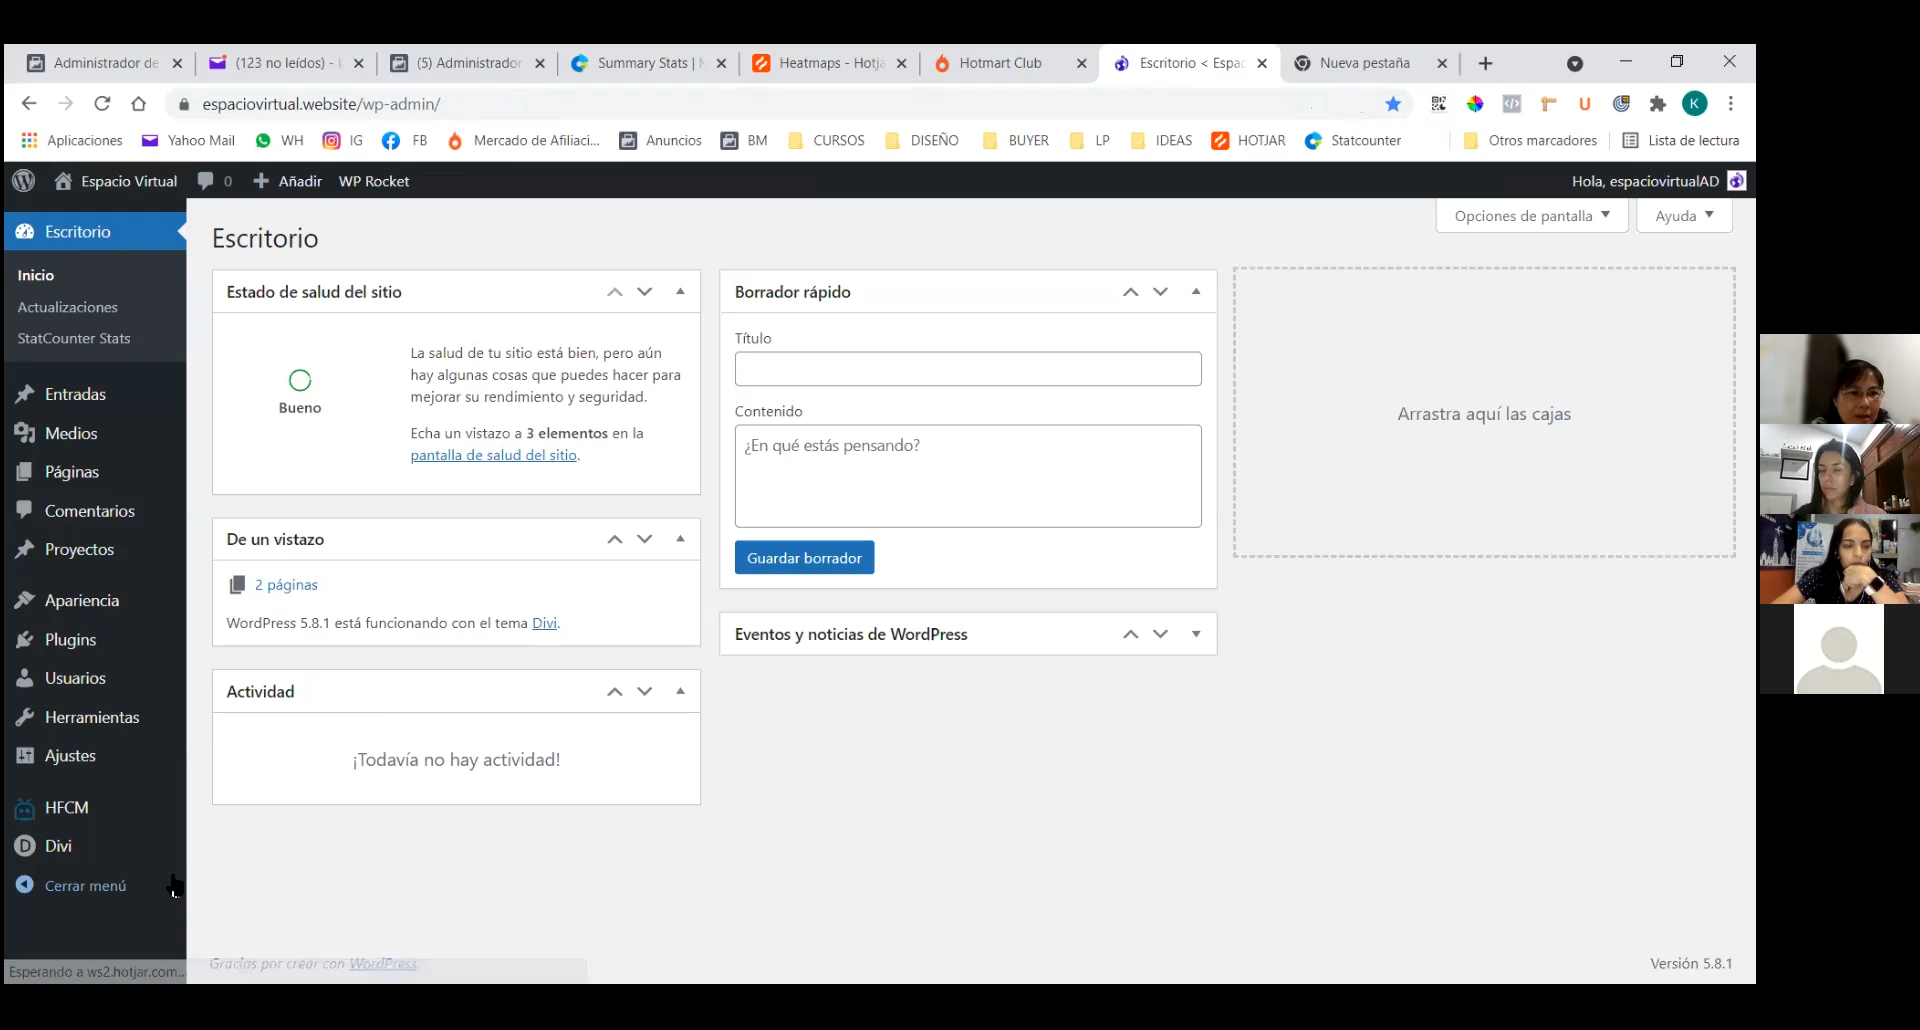 Administrador de
(123 no leídos) -
(5) Administrador
Summary Stats |
Heatmaps - Hotja
Hotmart Club
Escritorio < Espac
Nueva pestaña
espaciovirtual.website/wp-admin/
K
Aplicaciones
Yahoo Mail
WH
IG
FB
Mercado de Afiliaci...
Anuncios
BM
CURSOS
DISEÑO
BUYER
LP
IDEAS
HOTJAR
Statcounter
Otros marcadores
Lista de lectura
Espacio Virtual
0
Añadir
WP Rocket
Hola, espaciovirtualAD
Opciones de pantalla
Ayuda
Escritorio
Inicio
Actualizaciones
StatCounter Stats
Entradas
Medios
Páginas
Comentarios
Proyectos
Apariencia
Plugins
Usuarios
Herramientas
Ajustes
HFCM
Divi
Cerrar menú
Esperando a ws2.hotjar.com...
Escritorio
Estado de salud del sitio
Bueno
La salud de tu sitio está bien, pero aún
hay algunas cosas que puedes hacer para
mejorar su rendimiento y seguridad.
Echa un vistazo a 3 elementos en la
pantalla de salud del sitio.
De un vistazo
2 páginas
WordPress 5.8.1 está funcionando con el tema Divi.
Actividad
¡Todavía no hay actividad!
Borrador rápido
Título
Contenido
¿En qué estás pensando?
Guardar borrador
Eventos y noticias de WordPress
Arrastra aquí las cajas
Gracias por crear con WordPress.
Versión 5.8.1